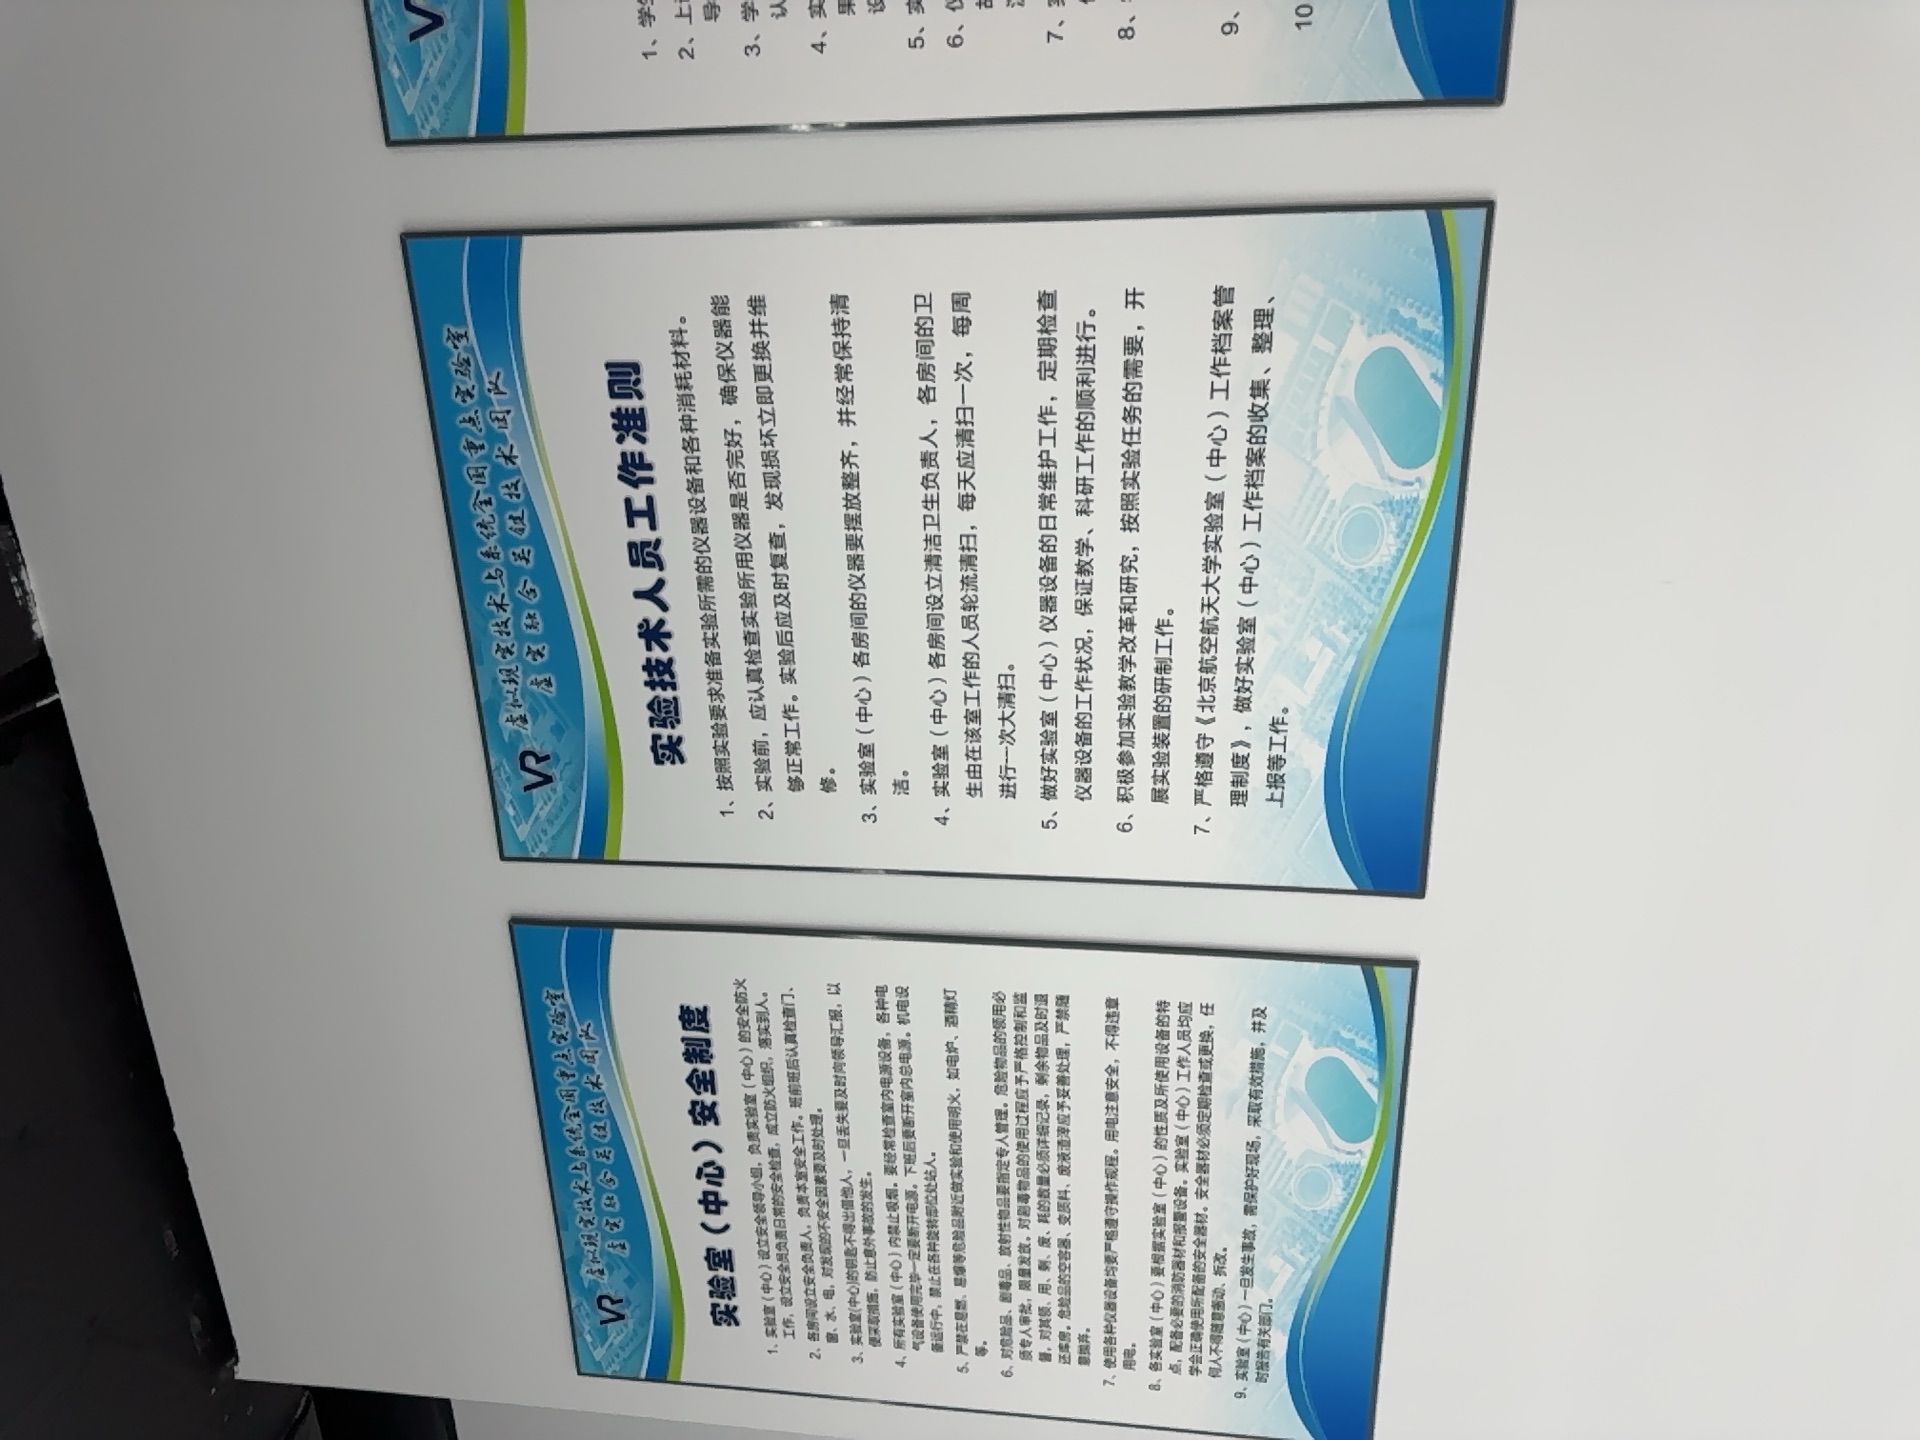 VR 虚拟现实技术与系统全国重点实验室
虚实融合关键技术团队
实验室（中心）安全制度
1、实验室（中心）设立安全领导小组，负责实验室（中心）的安全防火
工作，设立安全员负责日常的安全检查，成立防火组织，落实到人。
2、各房间设立安全负责人，负责本室安全工作。班前班后认真检查门、
窗、水、电，对发现的不安全因素要及时处理。
3、实验室(中心)的钥匙不得出借他人，一旦丢失要及时向领导汇报，以
便采取措施，防止意外事故的发生。
4、所有实验室（中心）内禁止吸烟。要经常检查室内电源设备，各种电
气设备使用完毕一定要断开电源。下班后要断开室内总电源。机电设
备运行中，禁止在各种旋转部位处站人。
5、严禁在易燃、易爆等危险品附近做实验和使用明火，如电炉、酒精灯
等。
6、对危险品、剧毒品、放射性物品要指定专人管理。危险物品的领用必
须专人审批，限量发放。对剧毒物品的使用过程应予严格控制和监
督，对其领、用、剩、废、耗的数量必须详细记录，剩余物品及时退
还库房。危险品的空容器、变质料、废液渣滓应予妥善处理，严禁随
意抛弃。
7、使用各种仪器设备均要严格遵守操作规程。用电注意安全，不得违章
用电。
8、各实验室（中心）要根据实验室（中心）的性质及所使用设备的特
点，配备必要的消防器材和报警设备。实验室（中心）工作人员均应
学会正确使用所配备的安全器材。安全器材必须定期检查或更换，任
何人不得随意搬动、拆改。
9、实验室（中心）一旦发生事故，需保护好现场，采取有效措施，并及
时报告有关部门。
VR 虚拟现实技术与系统全国重点实验室
虚实融合关键技术团队
实验技术人员工作准则
1、按照实验要求准备实验所需的仪器设备和各种消耗材料。
2、实验前，应认真检查实验所用仪器是否完好，确保仪器能
够正常工作。实验后应及时复查，发现损坏立即更换并维
修。
3、实验室（中心）各房间的仪器要摆放整齐，并经常保持清
洁。
4、实验室（中心）各房间设立清洁卫生负责人，各房间的卫
生由在该室工作的人员轮流清扫，每天应清扫一次，每周
进行一次大清扫。
5、做好实验室（中心）仪器设备的日常维护工作，定期检查
仪器设备的工作状况，保证教学、科研工作的顺利进行。
6、积极参加实验教学改革和研究，按照实验任务的需要，开
展实验装置的研制工作。
7、严格遵守《北京航空航天大学实验室（中心）工作档案管
理制度》，做好实验室（中心）工作档案的收集、整理、
上报等工作。
1、学
2、上
导
3、学
认
4、实
果
设
5、实
6、仪
故
7、实
8、
9、
10